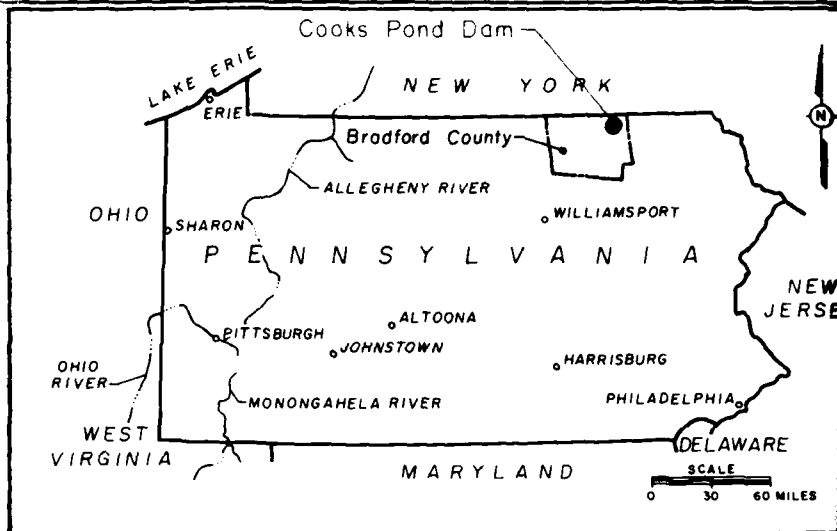 Cooks Pond Dam
LAKE ERIE
NEW YORK
ERIE
N
Bradford County
ALLEGHENY RIVER
OHIO
SHARON
WILLIAMSPORT
PENNSYLVANIA
NEW
JERSE
ALTOONA
PITTSBURGH
JOHNSTOWN
OHIO
RIVER
HARRISBURG
MONONGAHELA RIVER
PHILADELPHIA
WEST
VIRGINIA
DELAWARE
MARYLAND
SCALE
0 30 60 MILES